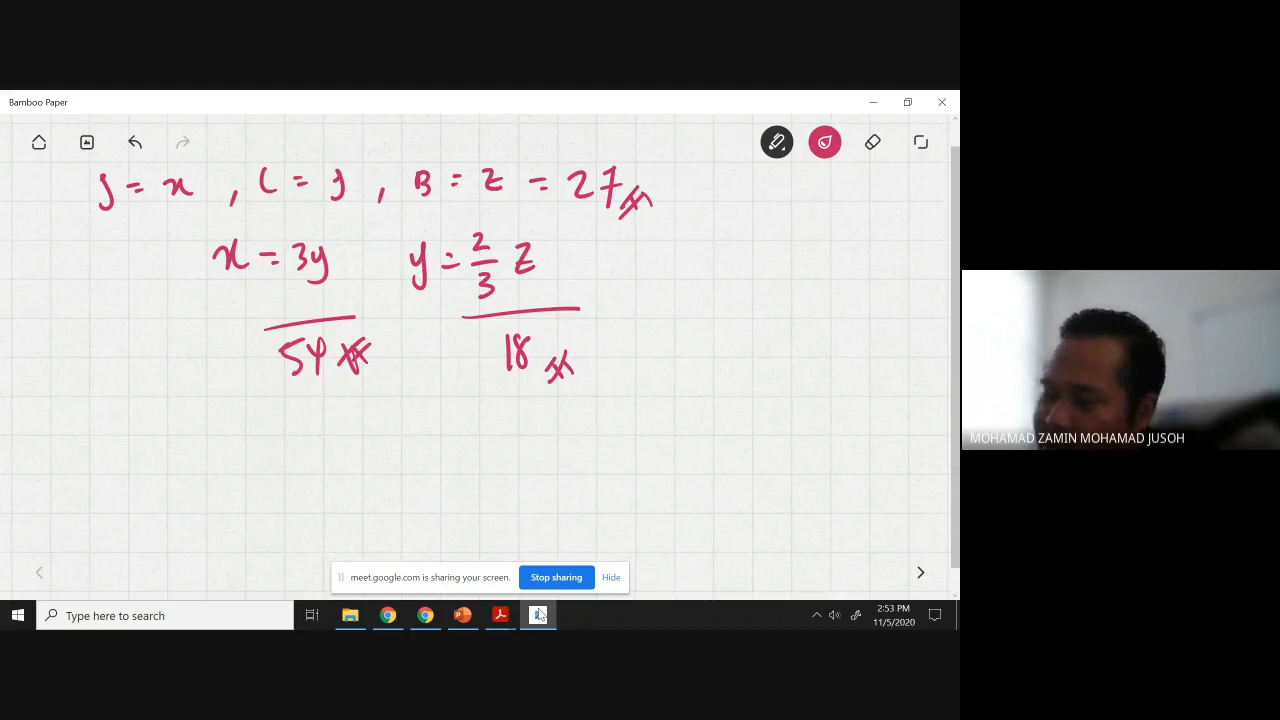 Bamboo Paper
J = x , C = y , B = z = 27
x = 3y y = 2/3 z
54 18
MOHAMAD ZAMIN MOHAMAD JUSOH
meet.google.com is sharing your screen. Stop sharing Hide
Type here to search
2:53 PM
11/5/2020